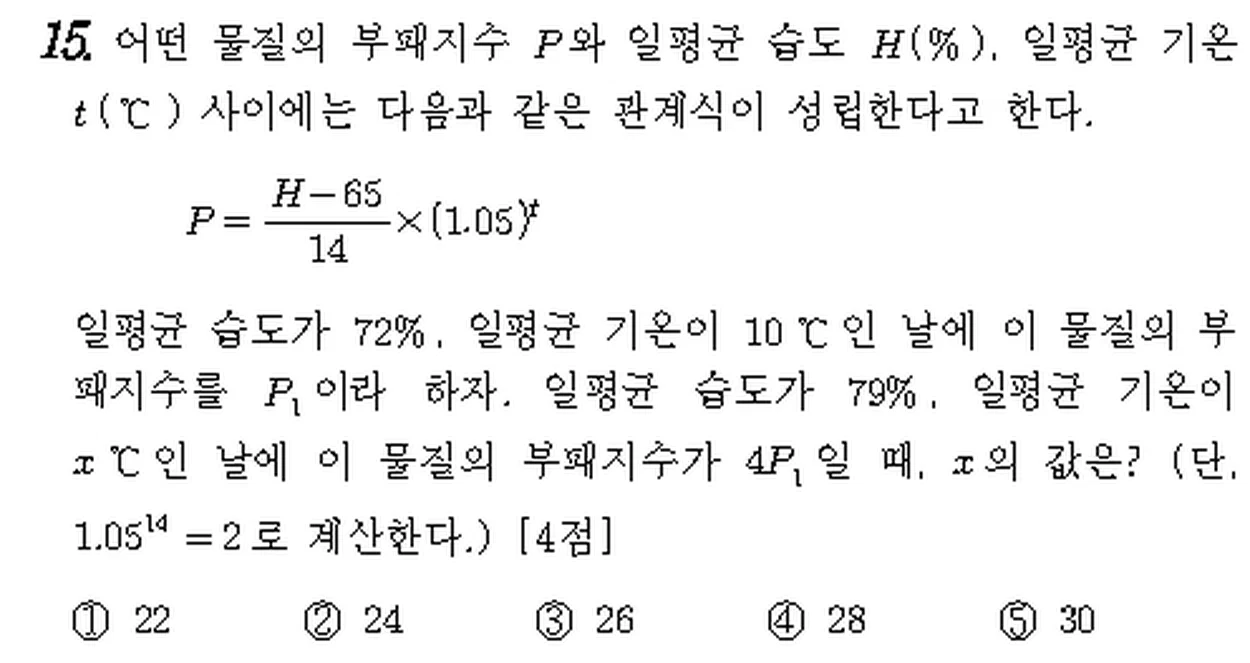 15. 어떤 물질의 부패지수 P와 일평균 습도 H(%), 일평균 기온
t(℃) 사이에는 다음과 같은 관계식이 성립한다고 한다.
P = \frac{H-65}{14} × (1.05)^t
일평균 습도가 72%, 일평균 기온이 10℃인 날에 이 물질의 부
패지수를 P₁이라 하자. 일평균 습도가 79%, 일평균 기온이
x℃인 날에 이 물질의 부패지수가 4P₁일 때, x의 값은? (단,
1.05¹⁴ = 2로 계산한다.) [4점]
① 22 ② 24 ③ 26 ④ 28 ⑤ 30